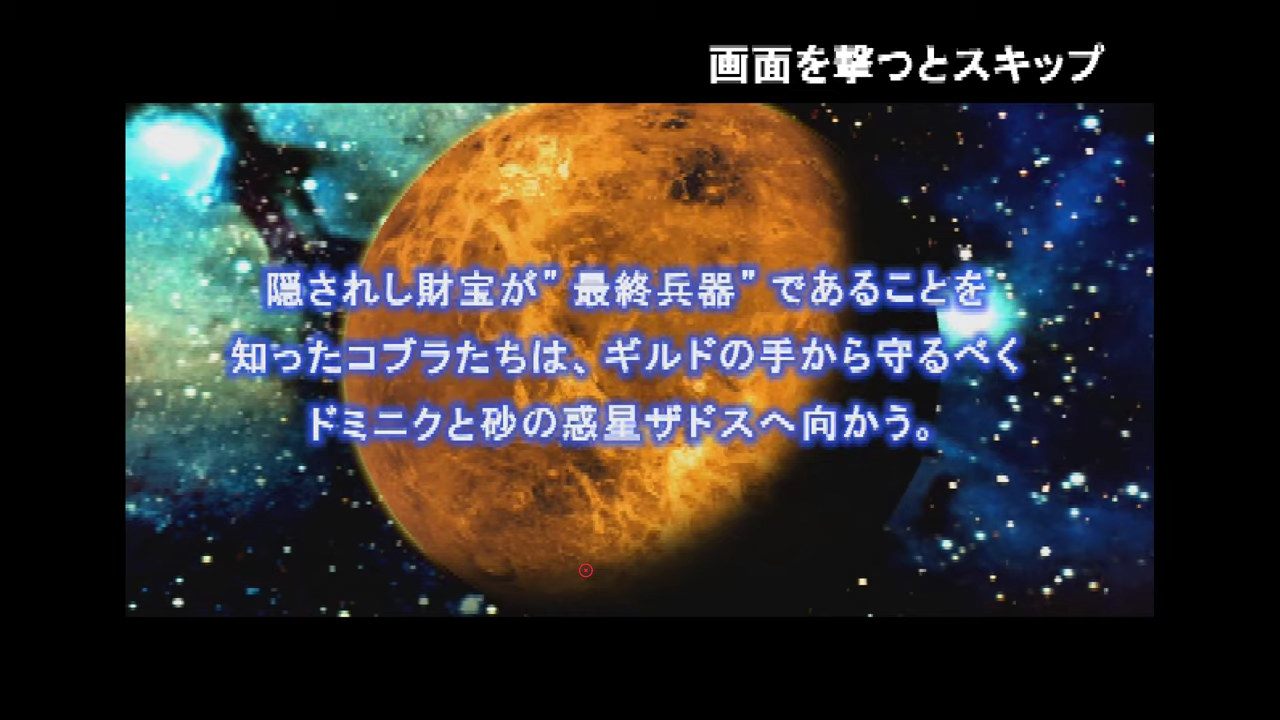 画面を撃つとスキップ
隠されし財宝が”最終兵器”であることを
知ったコブラたちは、ギルドの手から守るべく
ドミニクと砂の惑星ザドスへ向かう。